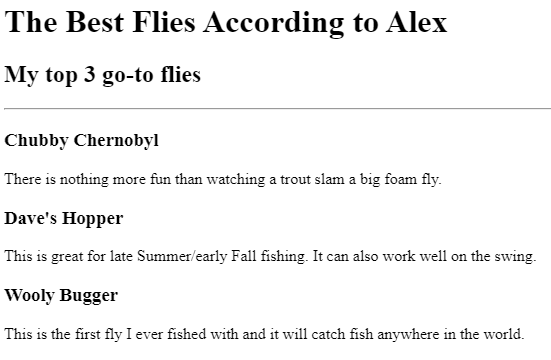 The Best Flies According to Alex
My top 3 go-to flies
Chubby Chernobyl
There is nothing more fun than watching a trout slam a big foam fly.
Dave's Hopper
This is great for late Summer/early Fall fishing. It can also work well on the swing.
Wooly Bugger
This is the first fly I ever fished with and it will catch fish anywhere in the world.